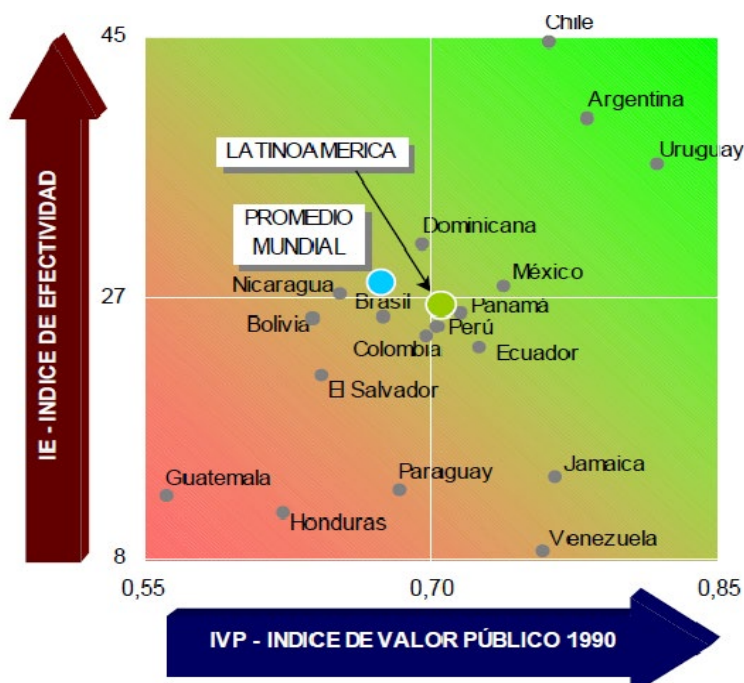 Chile
45
Argentina
Uruguay
LATINOAMERICA
Dominicana
PROMEDIO
MUNDIAL
México
Nicaragua
27
Brasil
Panamá
Bolivia
Perú
Colombia
Ecuador
El Salvador
Paraguay
Jamaica
Guatemala
Honduras
Venezuela
8
0,55
0,70
0,85
IE - INDICE DE EFECTIVIDAD
IVP - INDICE DE VALOR PÚBLICO 1990